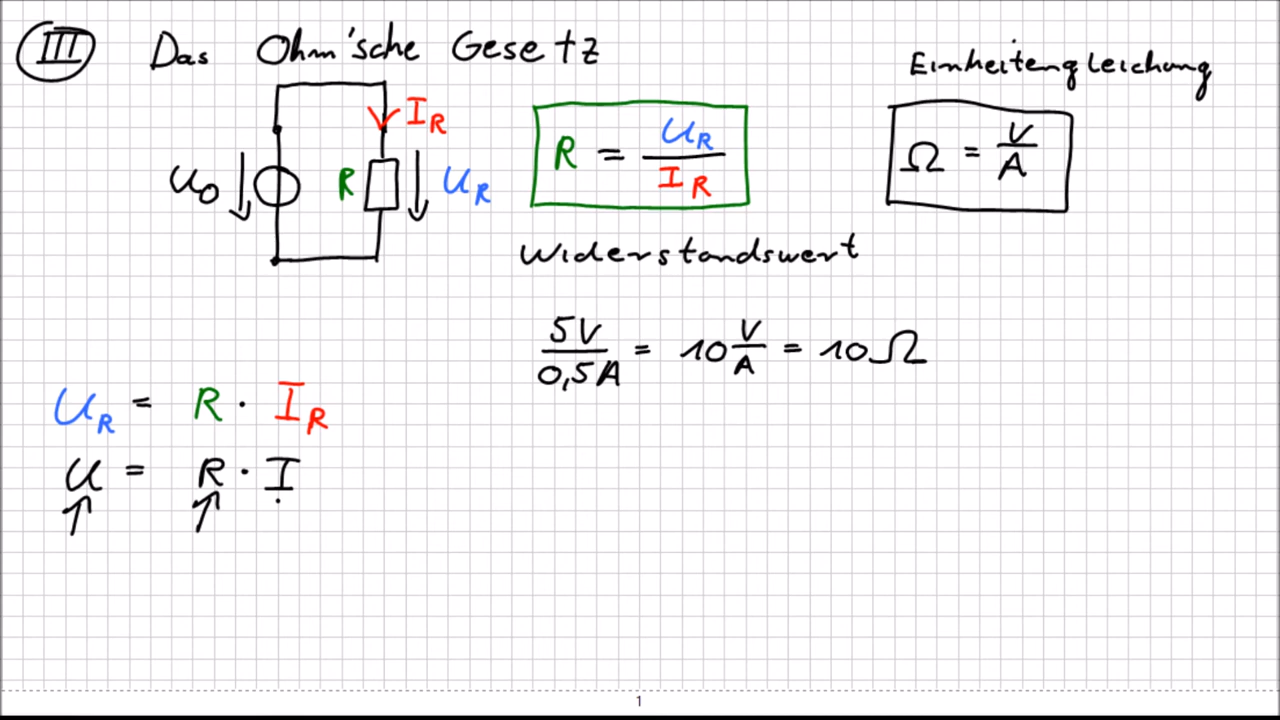 III Das Ohm'sche Gesetz
Einheitengleichung
I_R
U_0
R
U_R
R = U_R / I_R
Ω = V / A
Widerstandswert
5V / 0,5A = 10 V / A = 10 Ω
U_R = R · I_R
U = R · I
1